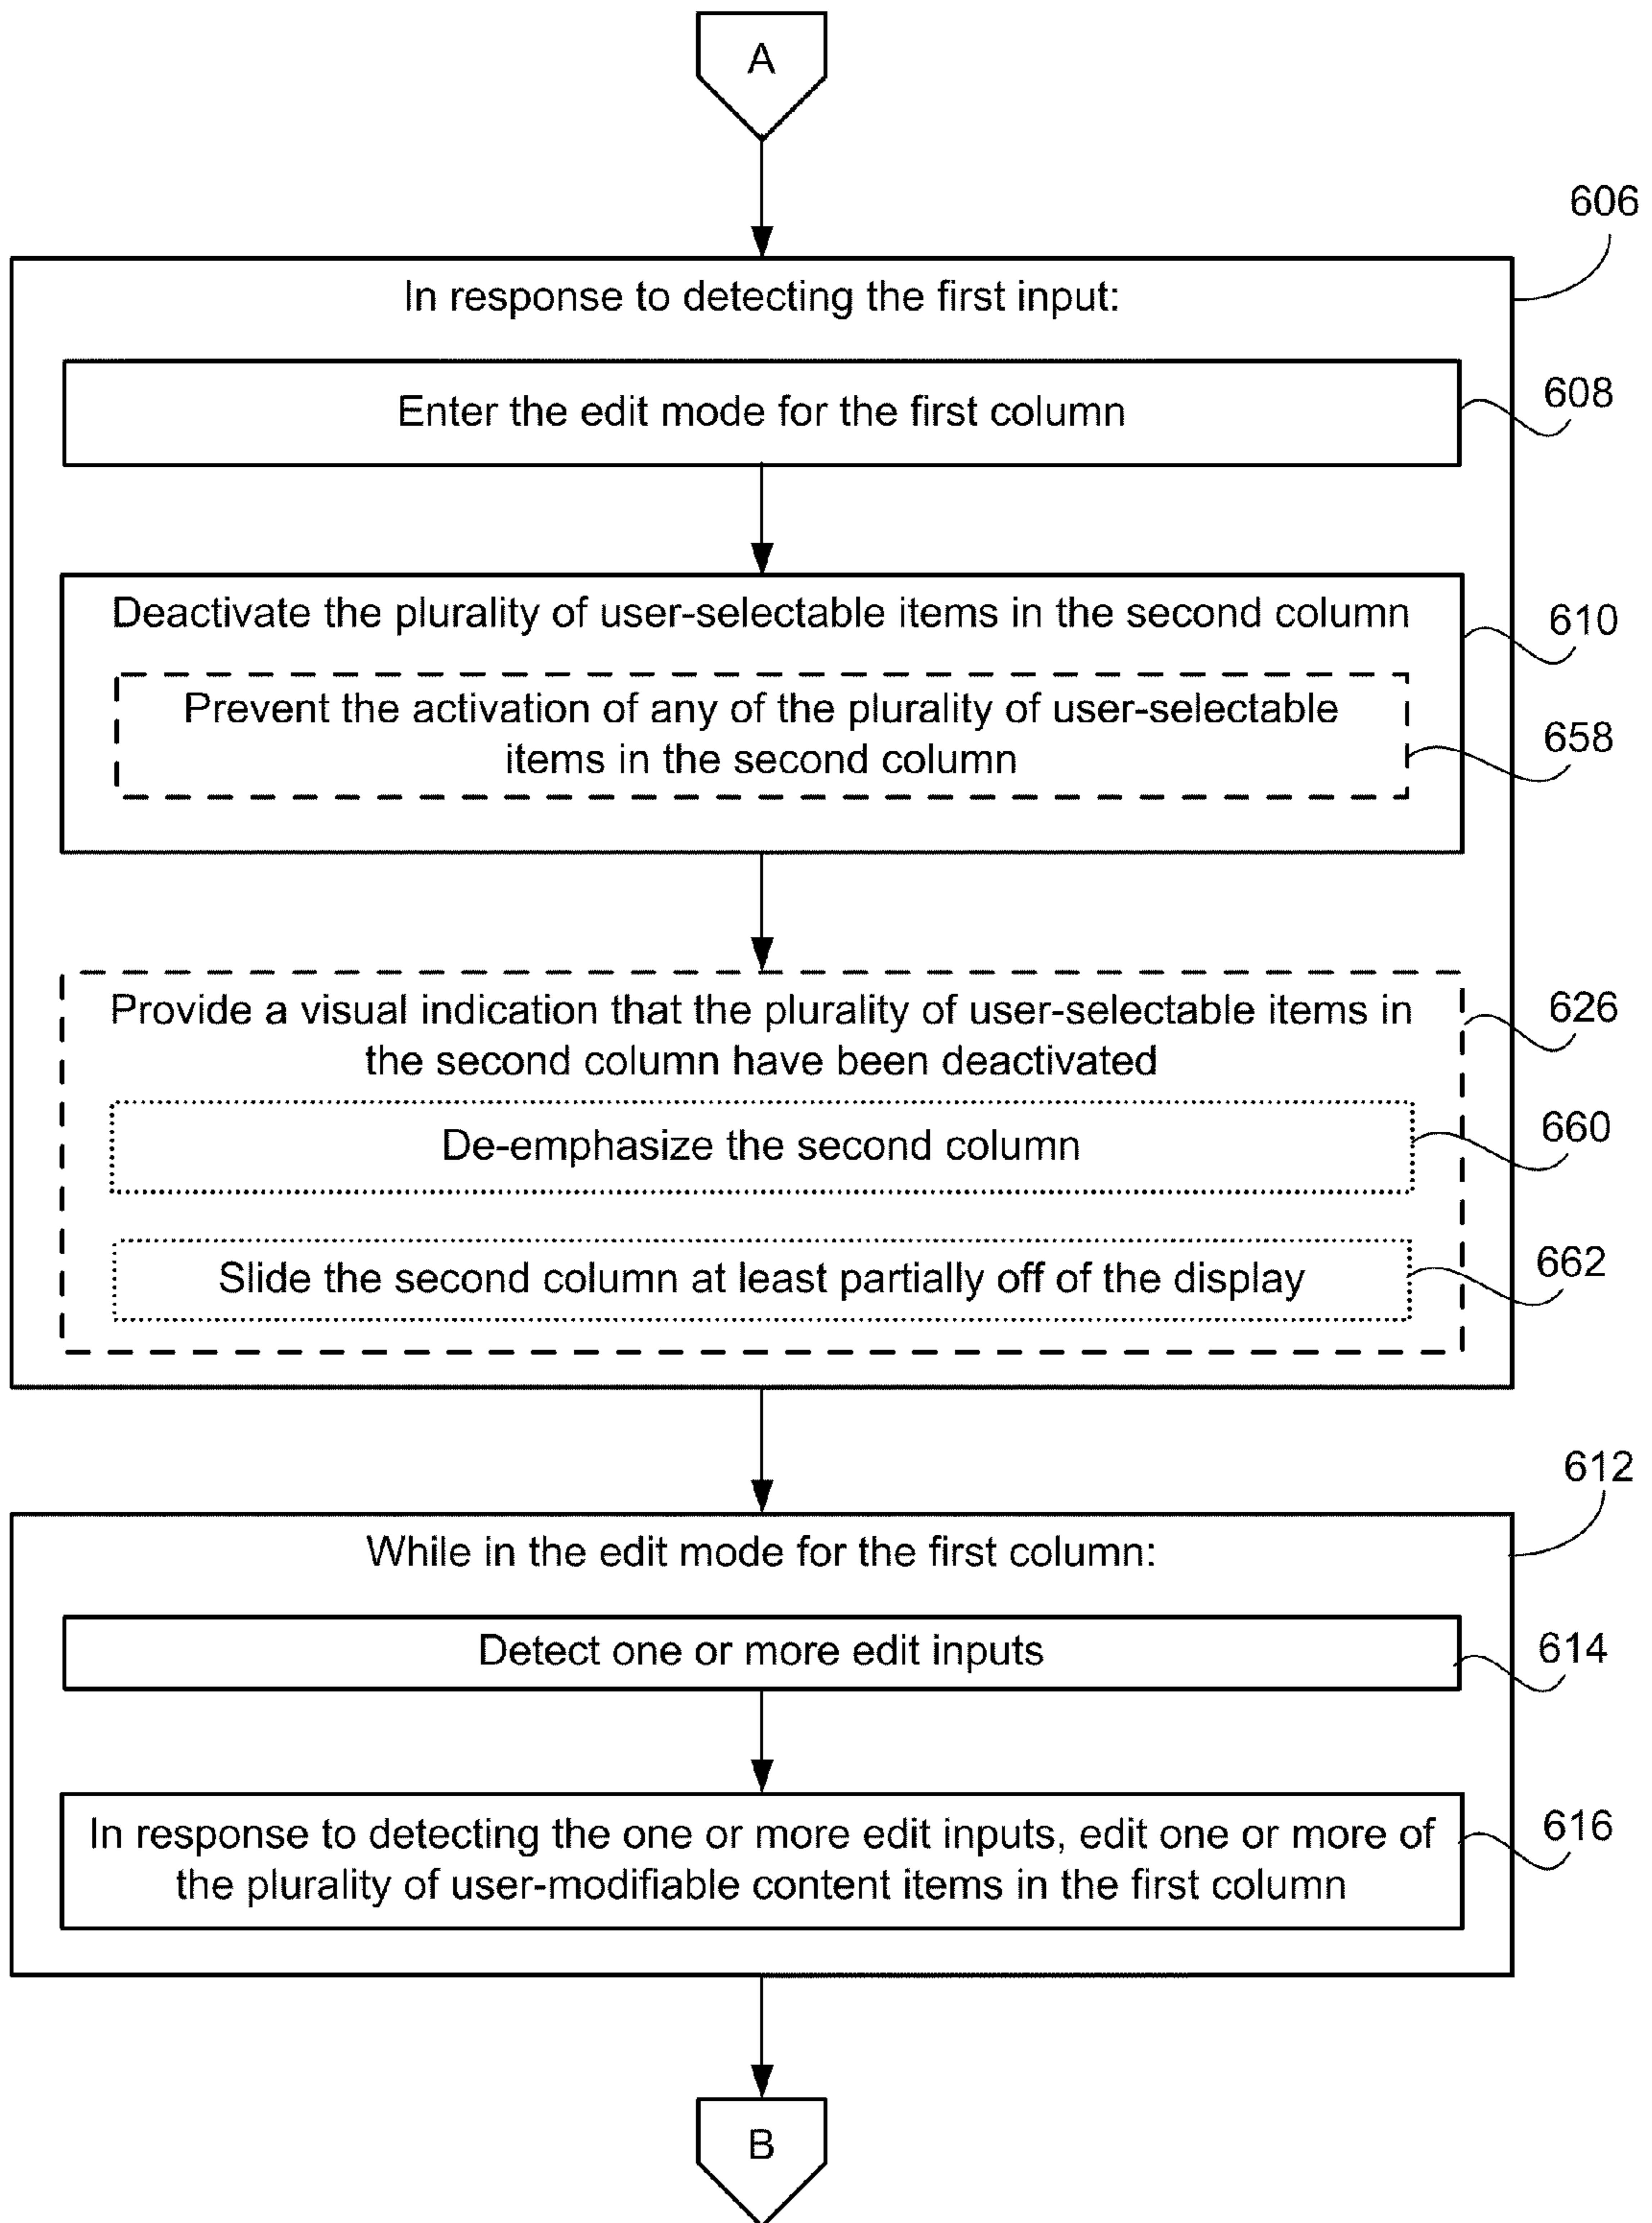 A
606
In response to detecting the first input:
Enter the edit mode for the first column
608
Deactivate the plurality of user-selectable items in the second column
610
Prevent the activation of any of the plurality of user-selectable
items in the second column
658
Provide a visual indication that the plurality of user-selectable items in
the second column have been deactivated
626
De-emphasize the second column
660
Slide the second column at least partially off of the display
662
612
While in the edit mode for the first column:
Detect one or more edit inputs
614
In response to detecting the one or more edit inputs, edit one or more of
the plurality of user-modifiable content items in the first column
616
B